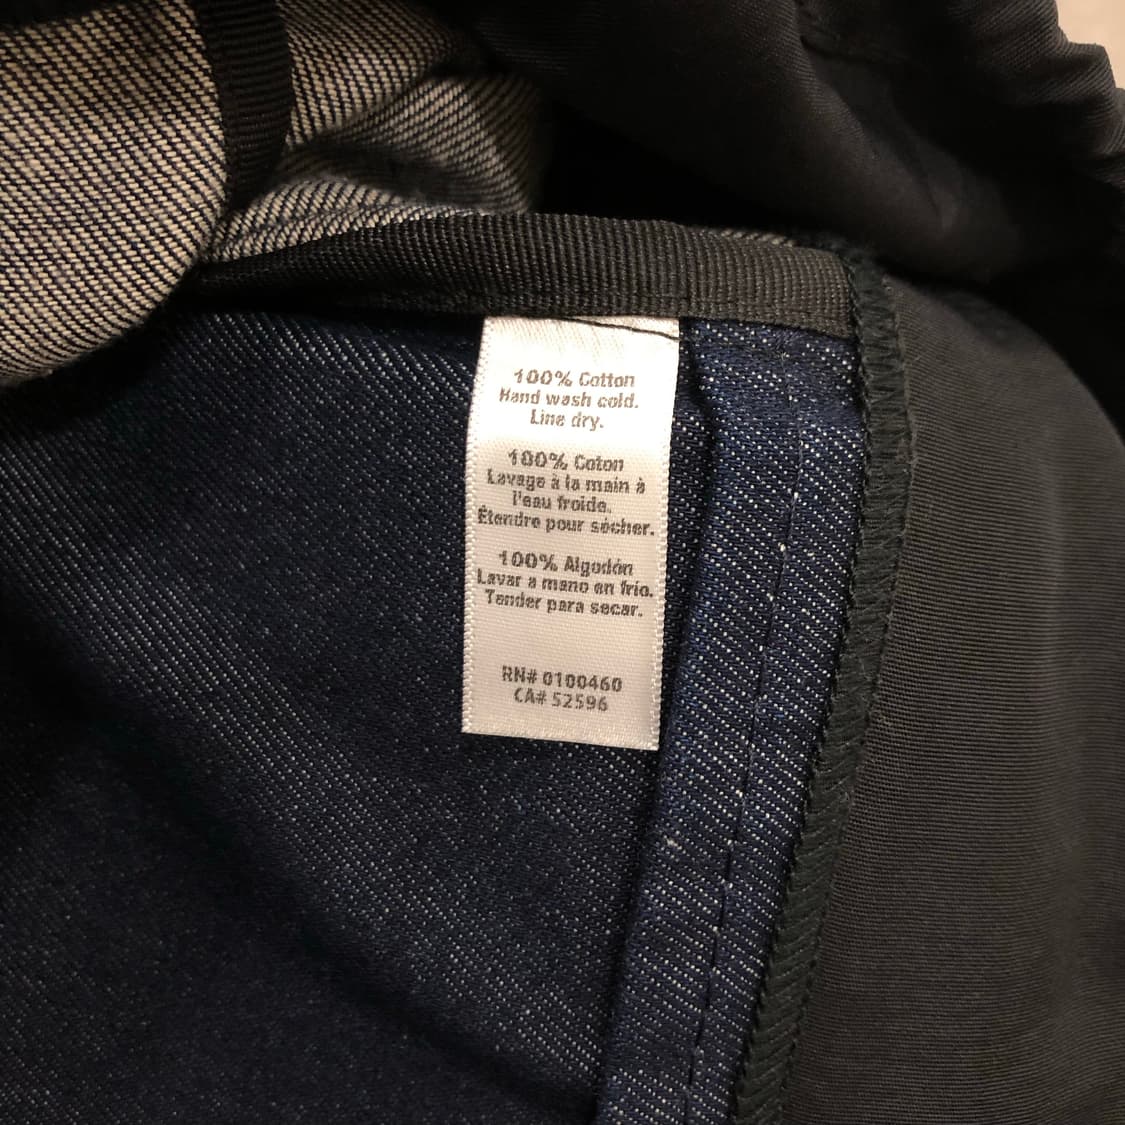 100% Cotton
Hand wash cold.
Line dry.
100% Coton
Lavage à la main à
l'eau froide.
Étendre pour sécher.
100% Algodón
Lavar a mano en frío.
Tender para secar.
RN# 0100460
CA# 52596